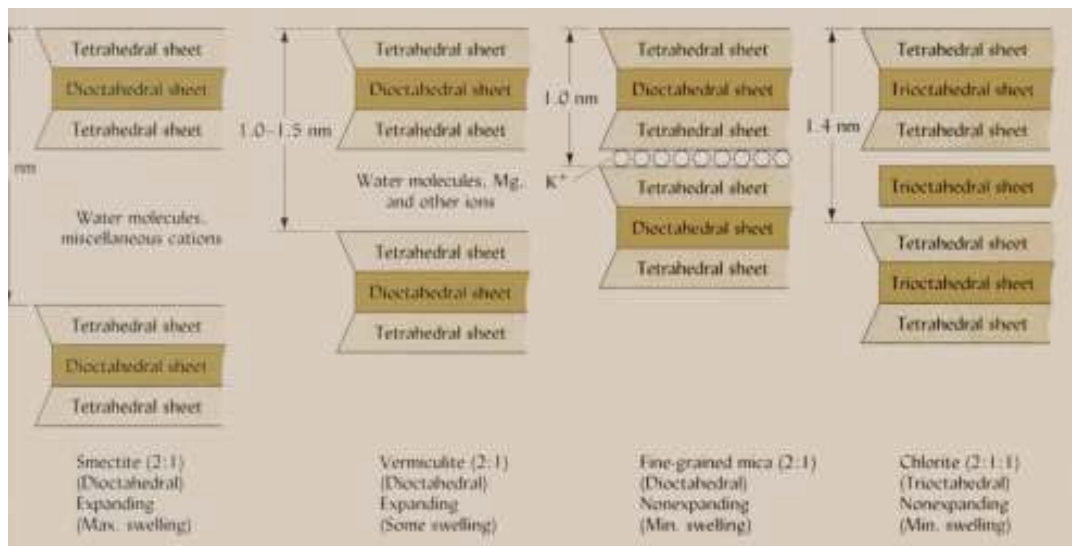 Tetrahedral sheet
Dioctahedral sheet
Tetrahedral sheet
nm
Water molecules,
miscellaneous cations
Tetrahedral sheet
Dioctahedral sheet
Tetrahedral sheet
Smectite (2:1)
(Dioctahedral)
Expanding
(Max. swelling)
Tetrahedral sheet
Dioctahedral sheet
Tetrahedral sheet
1.0–1.5 nm
Water molecules, Mg,
and other ions
Tetrahedral sheet
Dioctahedral sheet
Tetrahedral sheet
Vermiculite (2:1)
(Dioctahedral)
Expanding
(Some swelling)
Tetrahedral sheet
Dioctahedral sheet
Tetrahedral sheet
1.0 nm
K+
Tetrahedral sheet
Dioctahedral sheet
Tetrahedral sheet
Fine-grained mica (2:1)
(Dioctahedral)
Nonexpanding
(Min. swelling)
Tetrahedral sheet
Trioctahedral sheet
Tetrahedral sheet
1.4 nm
Trioctahedral sheet
Tetrahedral sheet
Trioctahedral sheet
Tetrahedral sheet
Chlorite (2:1:1)
(Trioctahedral)
Nonexpanding
(Min. swelling)